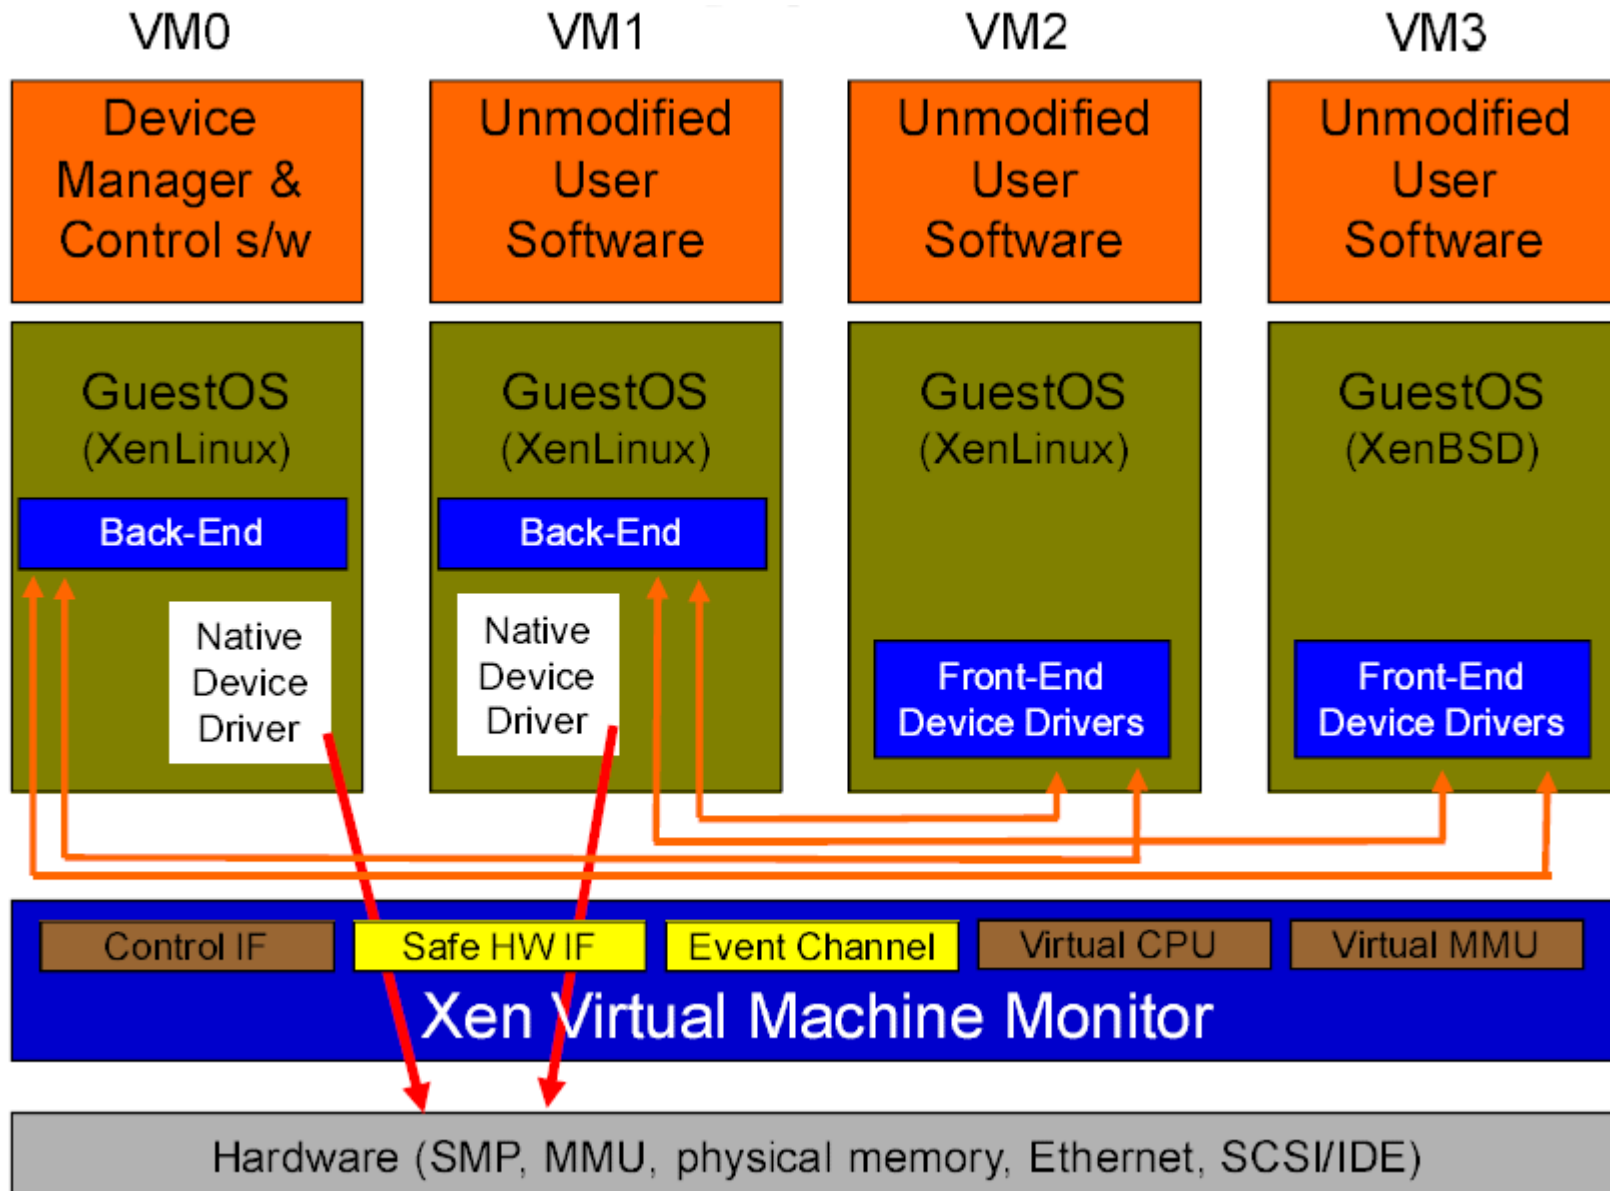 VM0
VM1
VM2
VM3
Device
Manager &
Control s/w
Unmodified
User
Software
Unmodified
User
Software
Unmodified
User
Software
GuestOS
(XenLinux)
GuestOS
(XenLinux)
GuestOS
(XenLinux)
GuestOS
(XenBSD)
Back-End
Back-End
Native
Device
Driver
Native
Device
Driver
Front-End
Device Drivers
Front-End
Device Drivers
Control IF
Safe HW IF
Event Channel
Virtual CPU
Virtual MMU
Xen Virtual Machine Monitor
Hardware (SMP, MMU, physical memory, Ethernet, SCSI/IDE)